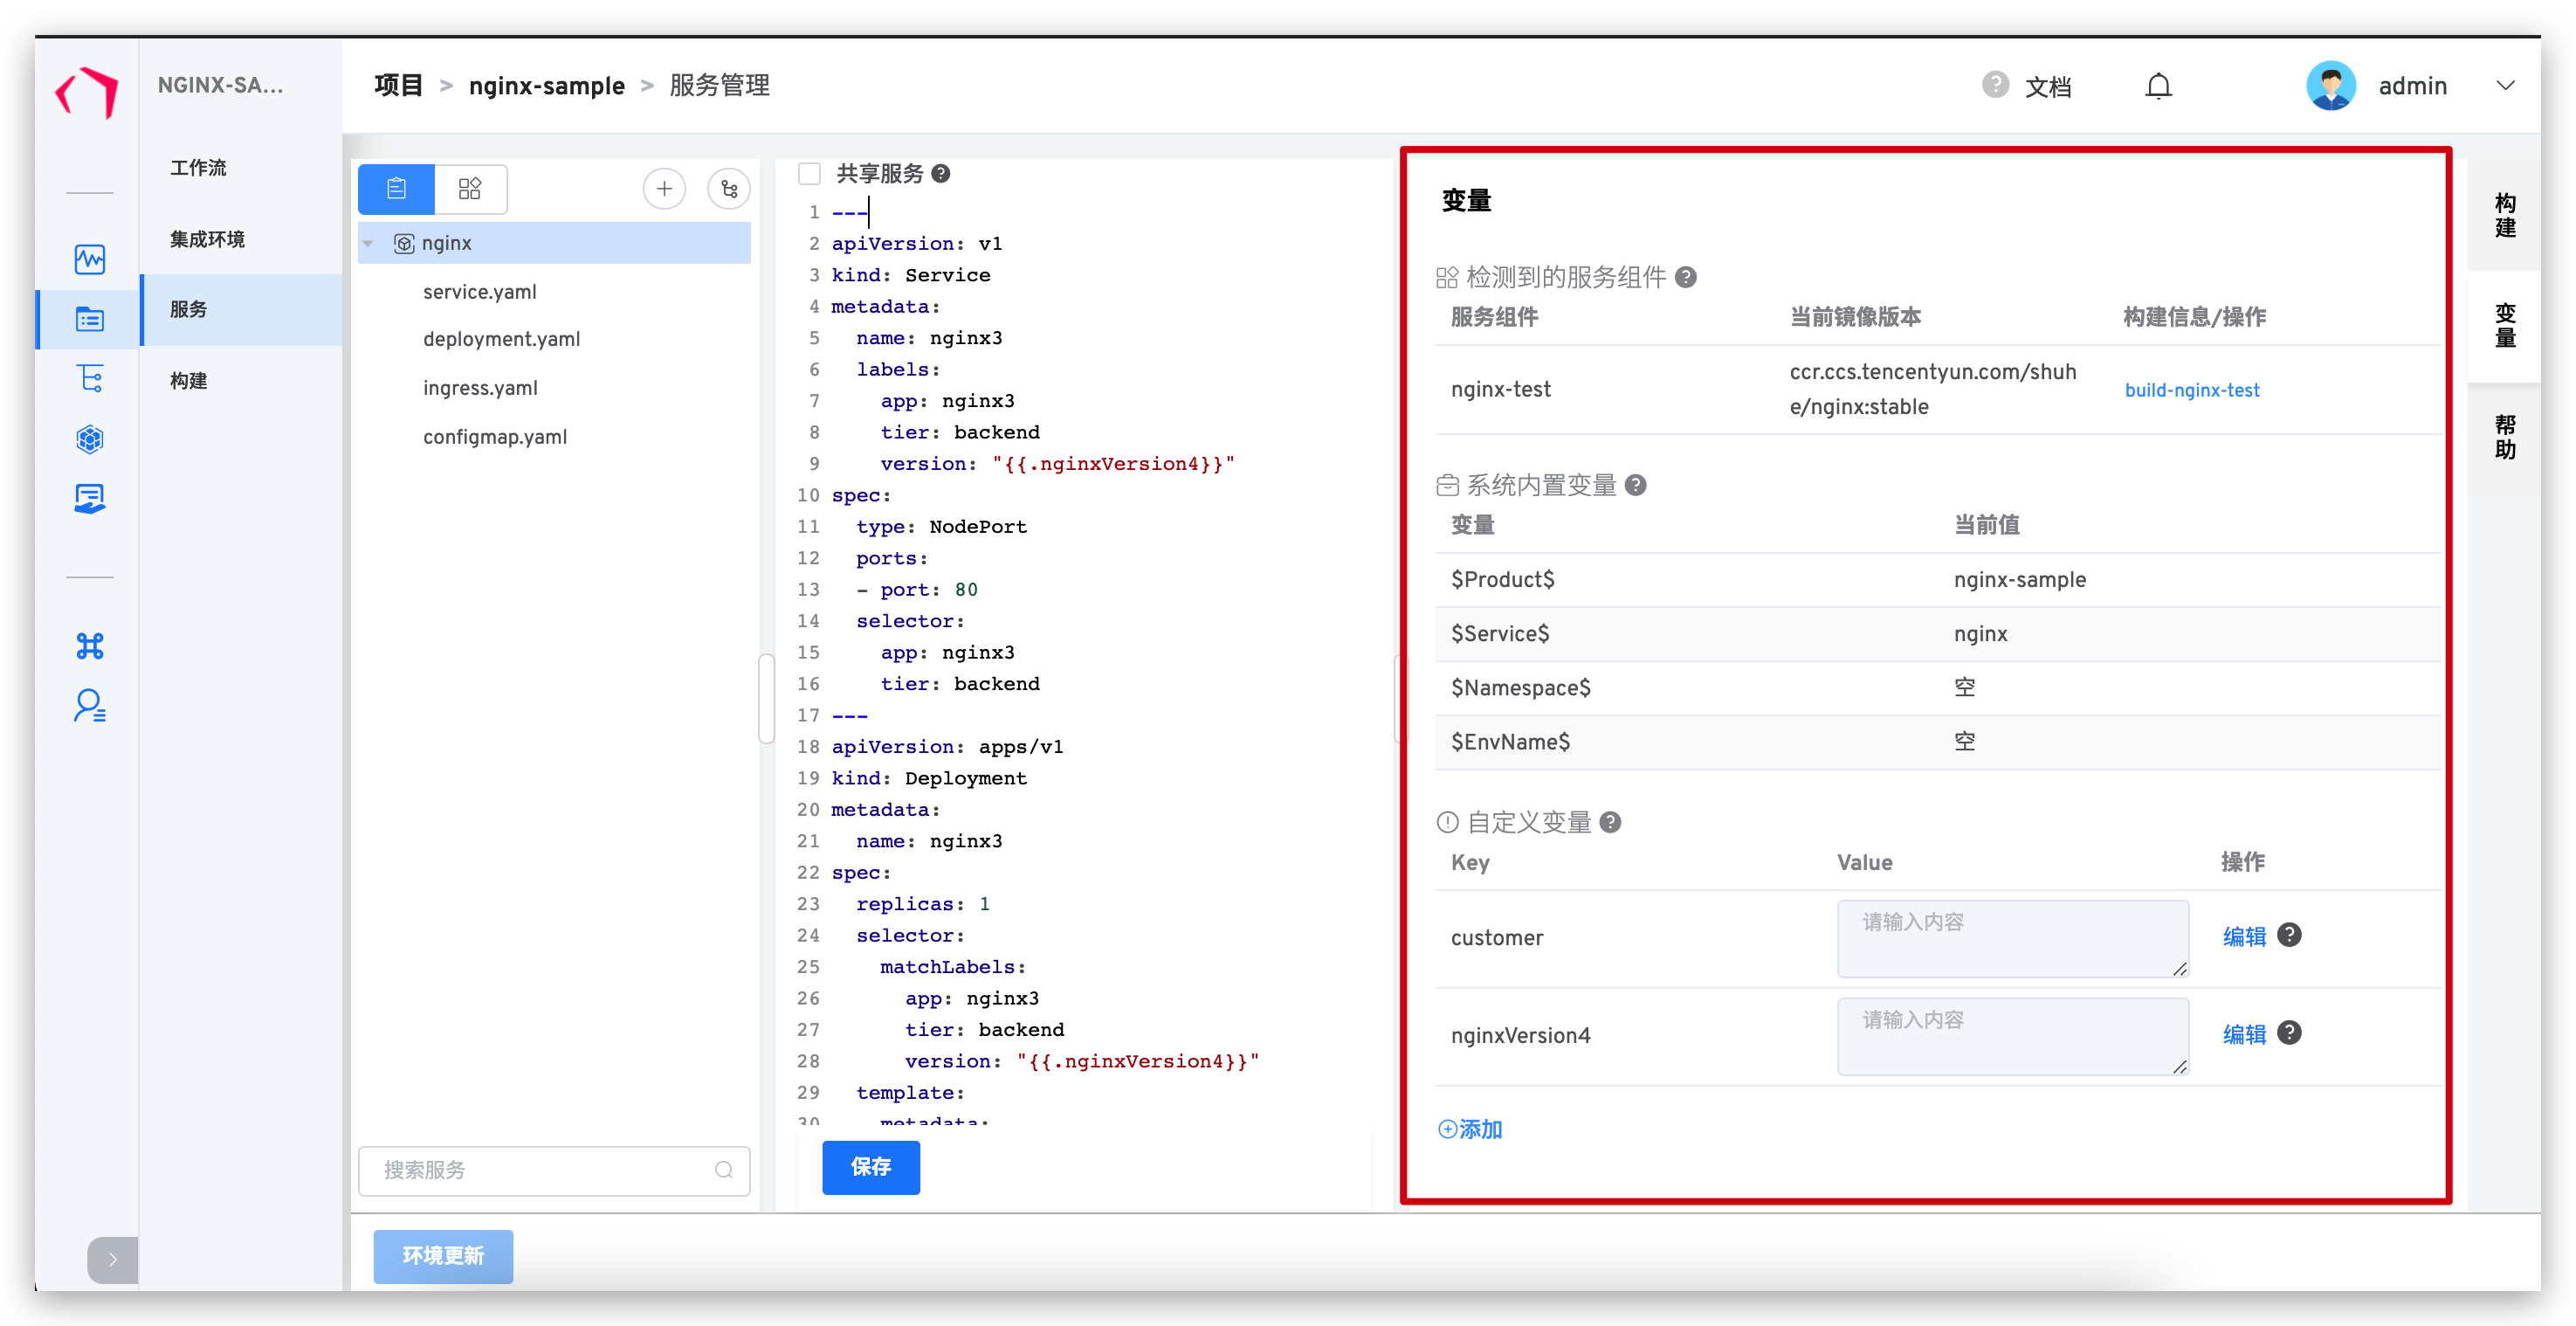 NGINX-SA...
项目 > nginx-sample > 服务管理
? 文档
admin
工作流
集成环境
服务
构建
nginx
service.yaml
deployment.yaml
ingress.yaml
configmap.yaml
搜索服务
共享服务 ?
1 ---
2 apiVersion: v1
3 kind: Service
4 metadata:
5 name: nginx3
6 labels:
7 app: nginx3
8 tier: backend
9 version: "{{.nginxVersion4}}"
10 spec:
11 type: NodePort
12 ports:
13 - port: 80
14 selector:
15 app: nginx3
16 tier: backend
17 ---
18 apiVersion: apps/v1
19 kind: Deployment
20 metadata:
21 name: nginx3
22 spec:
23 replicas: 1
24 selector:
25 matchLabels:
26 app: nginx3
27 tier: backend
28 version: "{{.nginxVersion4}}"
29 template:
30 metadata:
保存
变量
检测到的服务组件 ?
服务组件 当前镜像版本 构建信息/操作
nginx-test ccr.ccs.tencentyun.com/shuh
e/nginx:stable build-nginx-test
系统内置变量 ?
变量 当前值
$Product$ nginx-sample
$Service$ nginx
$Namespace$ 空
$EnvName$ 空
自定义变量 ?
Key Value 操作
customer 请输入内容 编辑 ?
nginxVersion4 请输入内容 编辑 ?
添加
构建
变量
帮助
环境更新